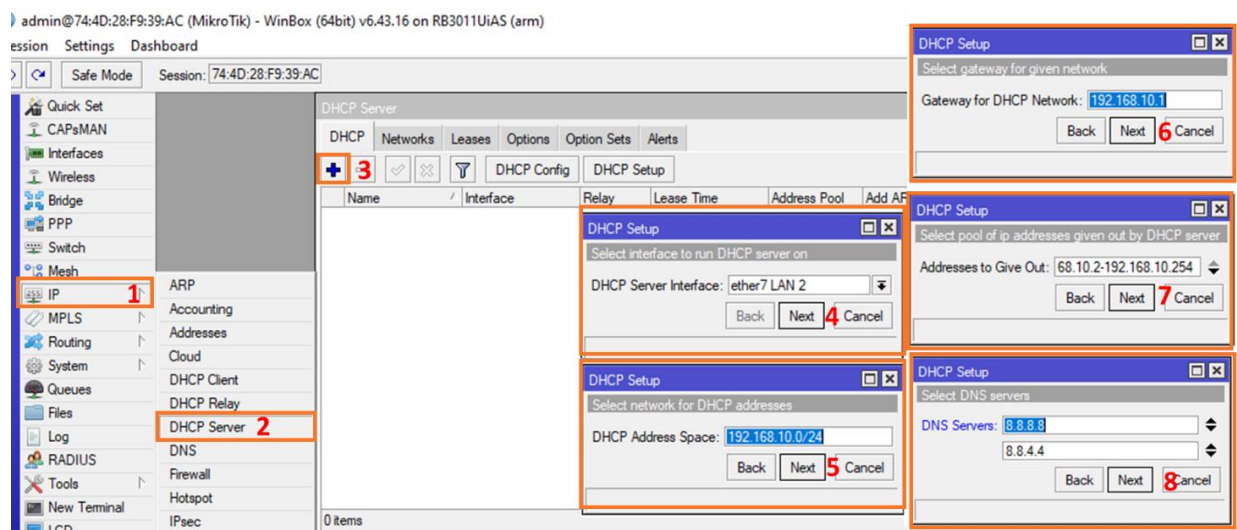 admin@74:4D:28:F9:39:AC (MikroTik) - WinBox (64bit) v6.43.16 on RB3011UiAS (arm)
ession Settings Dashboard
Safe Mode Session: 74:4D:28:F9:39:AC
Quick Set
CAPsMAN
Interfaces
Wireless
Bridge
PPP
Switch
Mesh
IP 1
MPLS
Routing
System
Queues
Files
Log
RADIUS
Tools
New Terminal
LCD
ARP
Accounting
Addresses
Cloud
DHCP Client
DHCP Relay
DHCP Server 2
DNS
Firewall
Hotspot
IPsec
DHCP Server
DHCP Networks Leases Options Option Sets Alerts
3 DHCP Config DHCP Setup
Name Interface Relay Lease Time Address Pool Add AR
0 items
DHCP Setup
Select interface to run DHCP server on
DHCP Server Interface: ether7 LAN 2
Back Next 4 Cancel
DHCP Setup
Select network for DHCP addresses
DHCP Address Space: 192.168.10.0/24
Back Next 5 Cancel
DHCP Setup
Select gateway for given network
Gateway for DHCP Network: 192.168.10.1
Back Next 6 Cancel
DHCP Setup
Select pool of ip addresses given out by DHCP server
Addresses to Give Out: 68.10.2-192.168.10.254
Back Next 7 Cancel
DHCP Setup
Select DNS servers
DNS Servers: 8.8.8.8
8.8.4.4
Back Next 8 Cancel